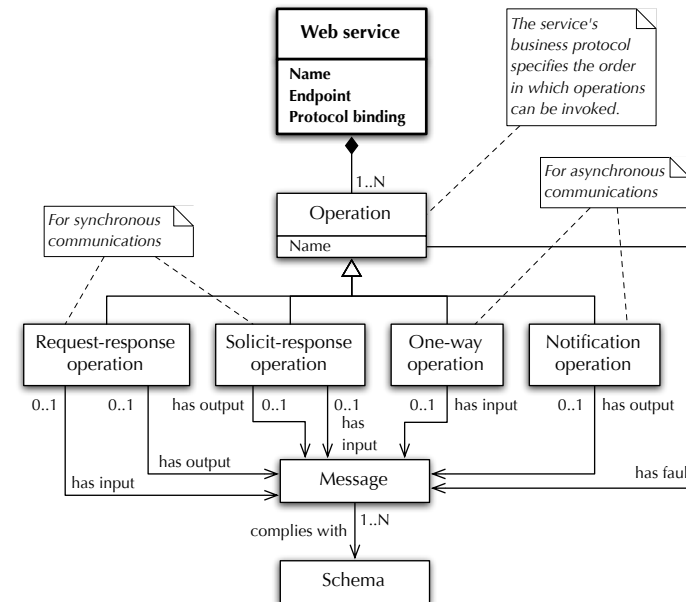 Web service
Name
Endpoint
Protocol binding
The service's
business protocol
specifies the order
in which operations
can be invoked.
1..N
For asynchronous
communications
For synchronous
communications
Operation
Name
Request-response
operation
Solicit-response
operation
One-way
operation
Notification
operation
0..1
0..1
has output
0..1
0..1
has
input
0..1
has input
0..1
has output
has output
has input
Message
has faul
complies with
1..N
Schema